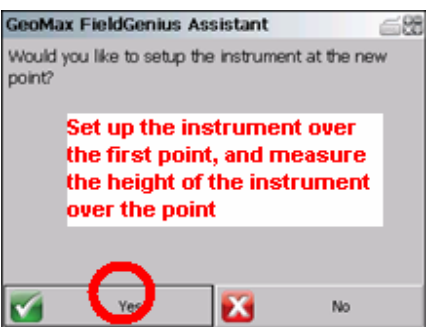 GeoMax FieldGenius Assistant
Would you like to setup the instrument at the new
point?
Set up the instrument over
the first point, and measure
the height of the instrument
over the point
Yes
No